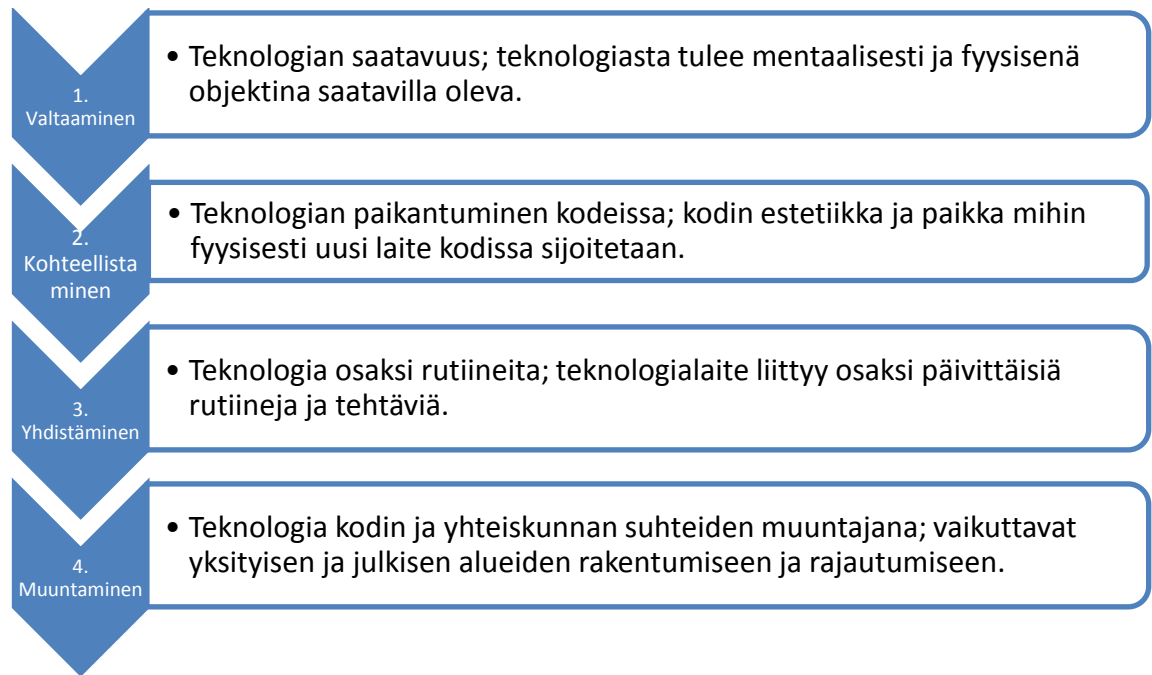 1.
Valtaaminen
• Teknologian saatavuus; teknologiasta tulee mentaalisesti ja fyysisenä
objektina saatavilla oleva.
2.
Kohteellista
minen
• Teknologian paikantuminen kodeissa; kodin estetiikka ja paikka mihin
fyysisesti uusi laite kodissa sijoitetaan.
3.
Yhdistäminen
• Teknologia osaksi rutiineita; teknologialaite liittyy osaksi päivittäisiä
rutiineja ja tehtäviä.
4.
Muuntaminen
• Teknologia kodin ja yhteiskunnan suhteiden muuntajana; vaikuttavat
yksityisen ja julkisen alueiden rakentumiseen ja rajautumiseen.